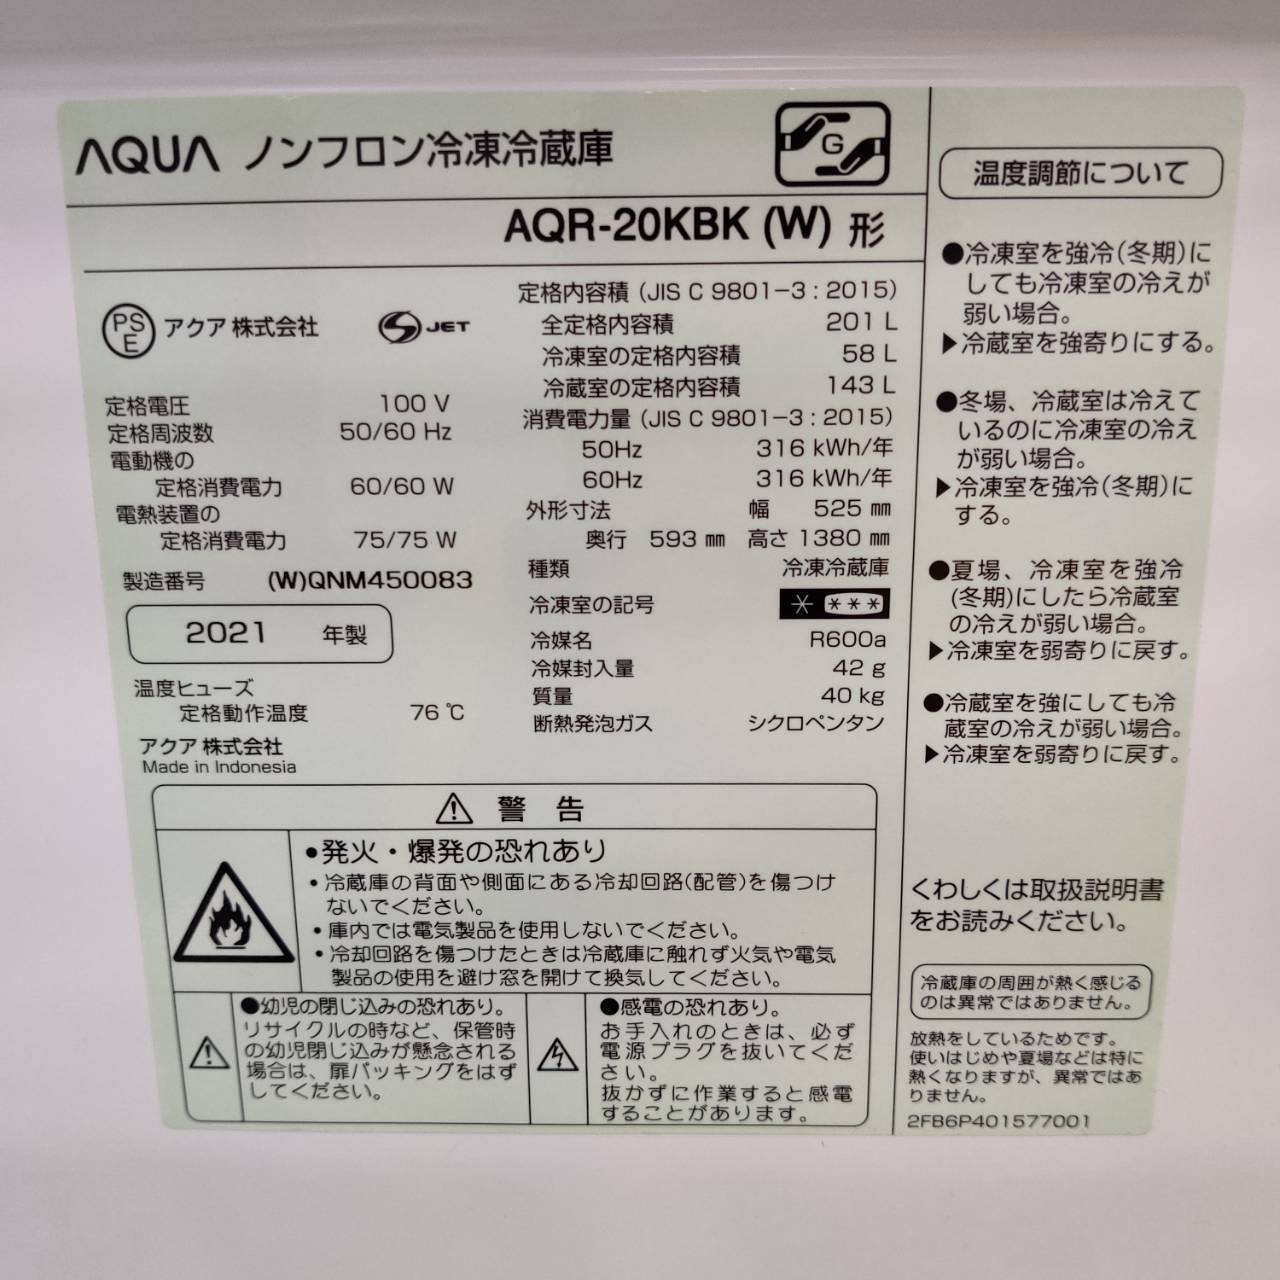 AQUA ノンフロン冷凍冷蔵庫
G
AQR-20KBK (W) 形
PS
E
アクア 株式会社
JET
定格電圧 100 V
定格周波数 50/60 Hz
電動機の
定格消費電力 60/60 W
電熱装置の
定格消費電力 75/75 W
製造番号 (W)QNM450083
2021 年製
温度ヒューズ
定格動作温度 76 ℃
アクア 株式会社
Made in Indonesia
定格内容積 (JIS C 9801-3 : 2015)
全定格内容積 201 L
冷凍室の定格内容積 58 L
冷蔵室の定格内容積 143 L
消費電力量 (JIS C 9801-3 : 2015)
50Hz 316 kWh/年
60Hz 316 kWh/年
外形寸法 幅 525 mm
奥行 593 mm 高さ 1380 mm
種類 冷凍冷蔵庫
冷凍室の記号
冷媒名 R600a
冷媒封入量 42 g
質量 40 kg
断熱発泡ガス シクロペンタン
警 告
•発火・爆発の恐れあり
・冷蔵庫の背面や側面にある冷却回路(配管)を傷つけ
ないでください。
・庫内では電気製品を使用しないでください。
・冷却回路を傷つけたときは冷蔵庫に触れず火気や電気
製品の使用を避け窓を開けて換気してください。
●幼児の閉じ込みの恐れあり。
リサイクルの時など、保管時
の幼児閉じ込みが懸念される
場合は、扉パッキングをはず
してください。
●感電の恐れあり。
お手入れのときは、必ず
電源プラグを抜いてくだ
さい。
抜かずに作業すると感電
することがあります。
温度調節について
●冷凍室を強冷(冬期)に
しても冷凍室の冷えが
弱い場合。
▶冷蔵室を強寄りにする。
●冬場、冷蔵室は冷えて
いるのに冷凍室の冷え
が弱い場合。
▶冷凍室を強冷(冬期)に
する。
●夏場、冷凍室を強冷
(冬期)にしたら冷蔵室
の冷えが弱い場合。
▶冷凍室を弱寄りに戻す。
●冷蔵室を強にしても冷
蔵室の冷えが弱い場合。
▶冷凍室を弱寄りに戻す。
くわしくは取扱説明書
をお読みください。
冷蔵庫の周囲が熱く感じる
のは異常ではありません。
放熱をしているためです。
使いはじめや夏場などは特に
熱くなりますが、異常ではあ
りません。
2FB6P401577001